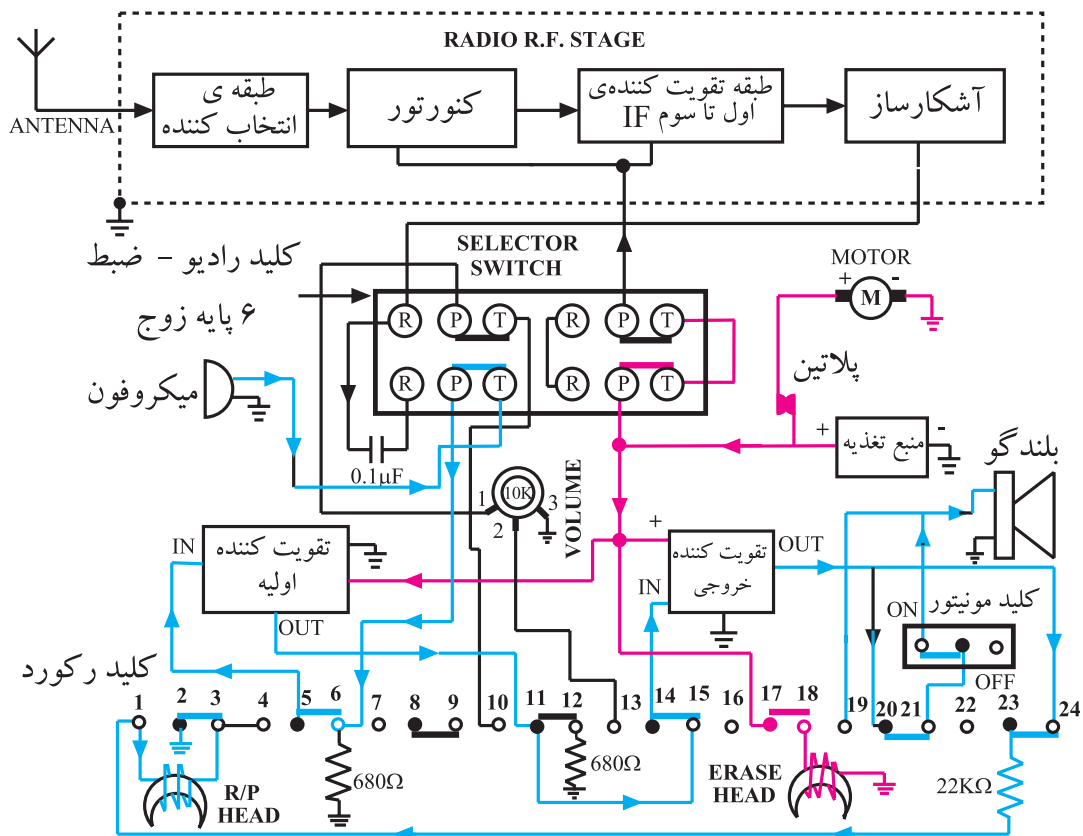 RADIO R.F. STAGE
ANTENNA
طبقه ی
انتخاب کننده
کنورتور
طبقه تقویت کننده‌ی
اول تا سوم IF
آشکارساز
کلید رادیو – ضبط
۶ پایه زوج
SELECTOR
SWITCH
R P T R P T
R P T R P T
MOTOR
+ -
M
پلاتین
میکروفون
0.1µF
+ منبع تغذیه -
بلندگو
1 10K 3
2
VOLUME
IN
تقویت کننده
اولیه
OUT
+
تقویت کننده
خروجی
IN
OUT
کلید مونیتور
ON
OFF
کلید رکورد
1 2 3 4 5 6 7 8 9 10 11 12 13 14 15 16 17 18 19 20 21 22 23 24
680Ω
680Ω
22KΩ
R/P
HEAD
ERASE
HEAD